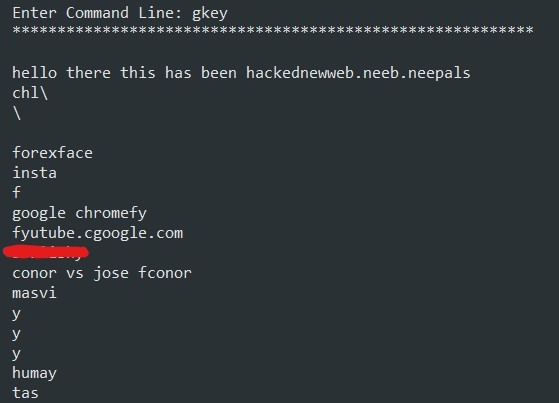 Enter Command Line: gkey
**********************************************************
hello there this has been hackednewweb.neeb.neepals
chl\
\
forexface
insta
f
google chromefy
fyutube.cgoogle.com
conor vs jose fconor
masvi
y
y
y
humay
tas